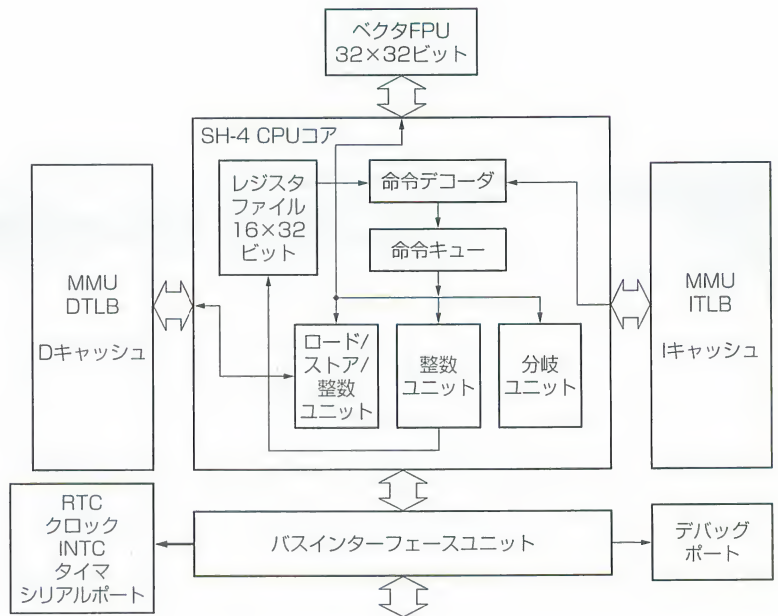 ベクタFPU
32×32ビット
SH-4 CPUコア
レジスタ
ファイル
16×32
ビット
命令デコーダ
命令キュー
MMU
DTLB
Dキャッシュ
MMU
ITLB
Iキャッシュ
ロード/
ストア/
整数
ユニット
整数
ユニット
分岐
ユニット
RTC
クロック
INTC
タイマ
シリアルポート
バスインターフェースユニット
デバッグ
ポート